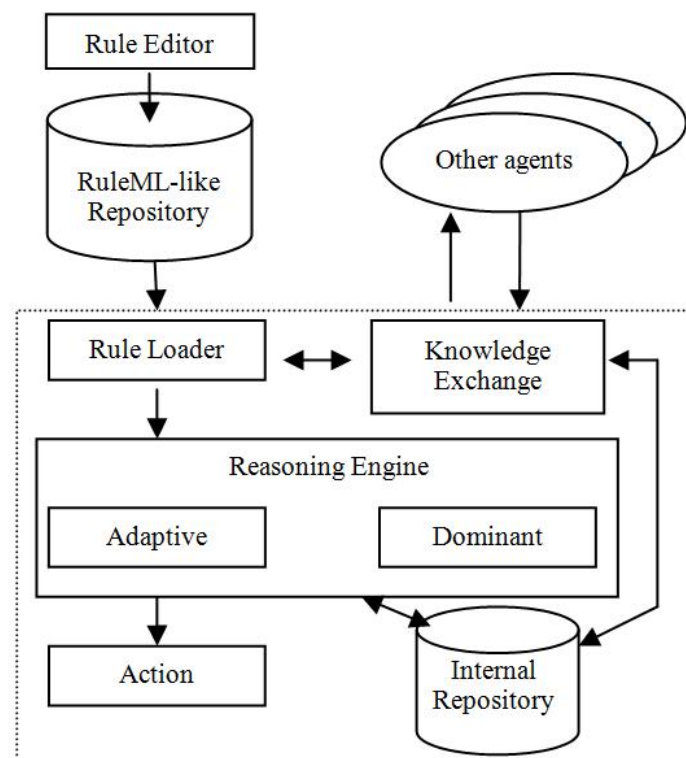 Rule Editor
RuleML-like
Repository
Other agents
Rule Loader
Knowledge
Exchange
Reasoning Engine
Adaptive
Dominant
Action
Internal
Repository